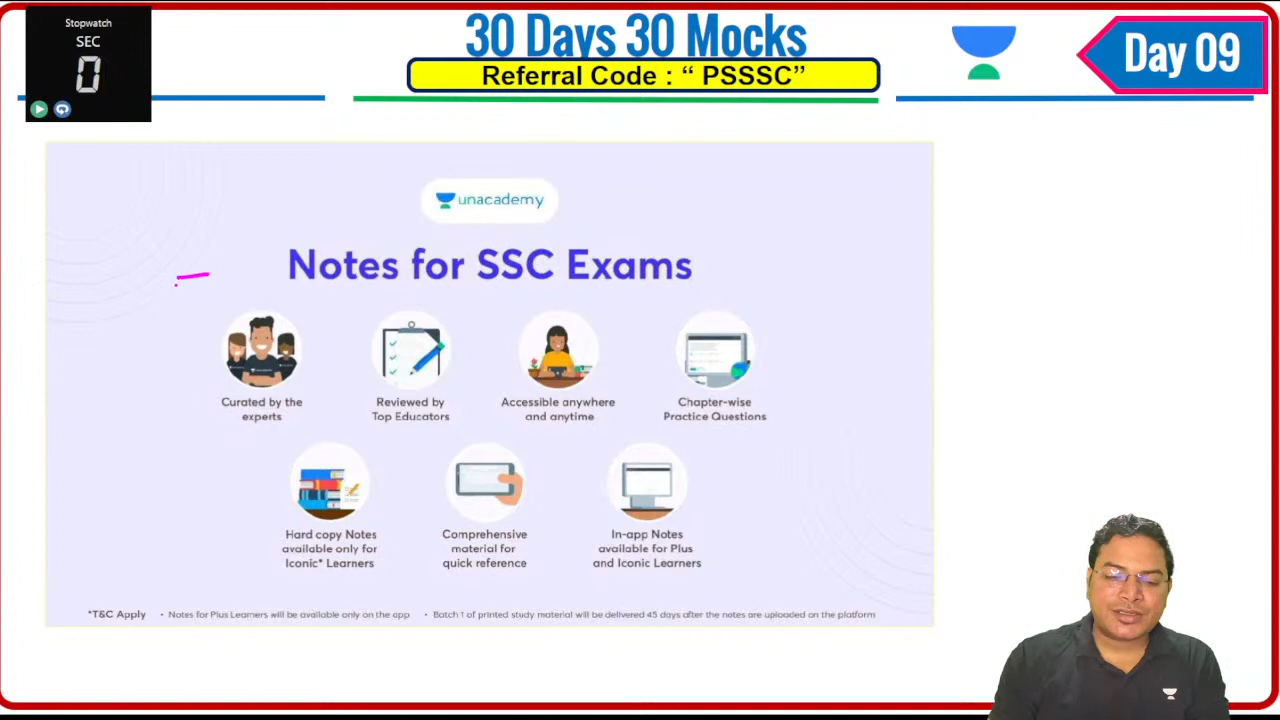 Stopwatch
SEC
0
30 Days 30 Mocks
Referral Code : “ PSSSC”
Day 09
unacademy
Notes for SSC Exams
Curated by the
experts
Reviewed by
Top Educators
Accessible anywhere
and anytime
Chapter-wise
Practice Questions
Hard copy Notes
available only for
Iconic* Learners
Comprehensive
material for
quick reference
In-app Notes
available for Plus
and Iconic Learners
*T&C Apply • Notes for Plus Learners will be available only on the app • Batch 1 of printed study material will be delivered 45 days after the notes are uploaded on the platform